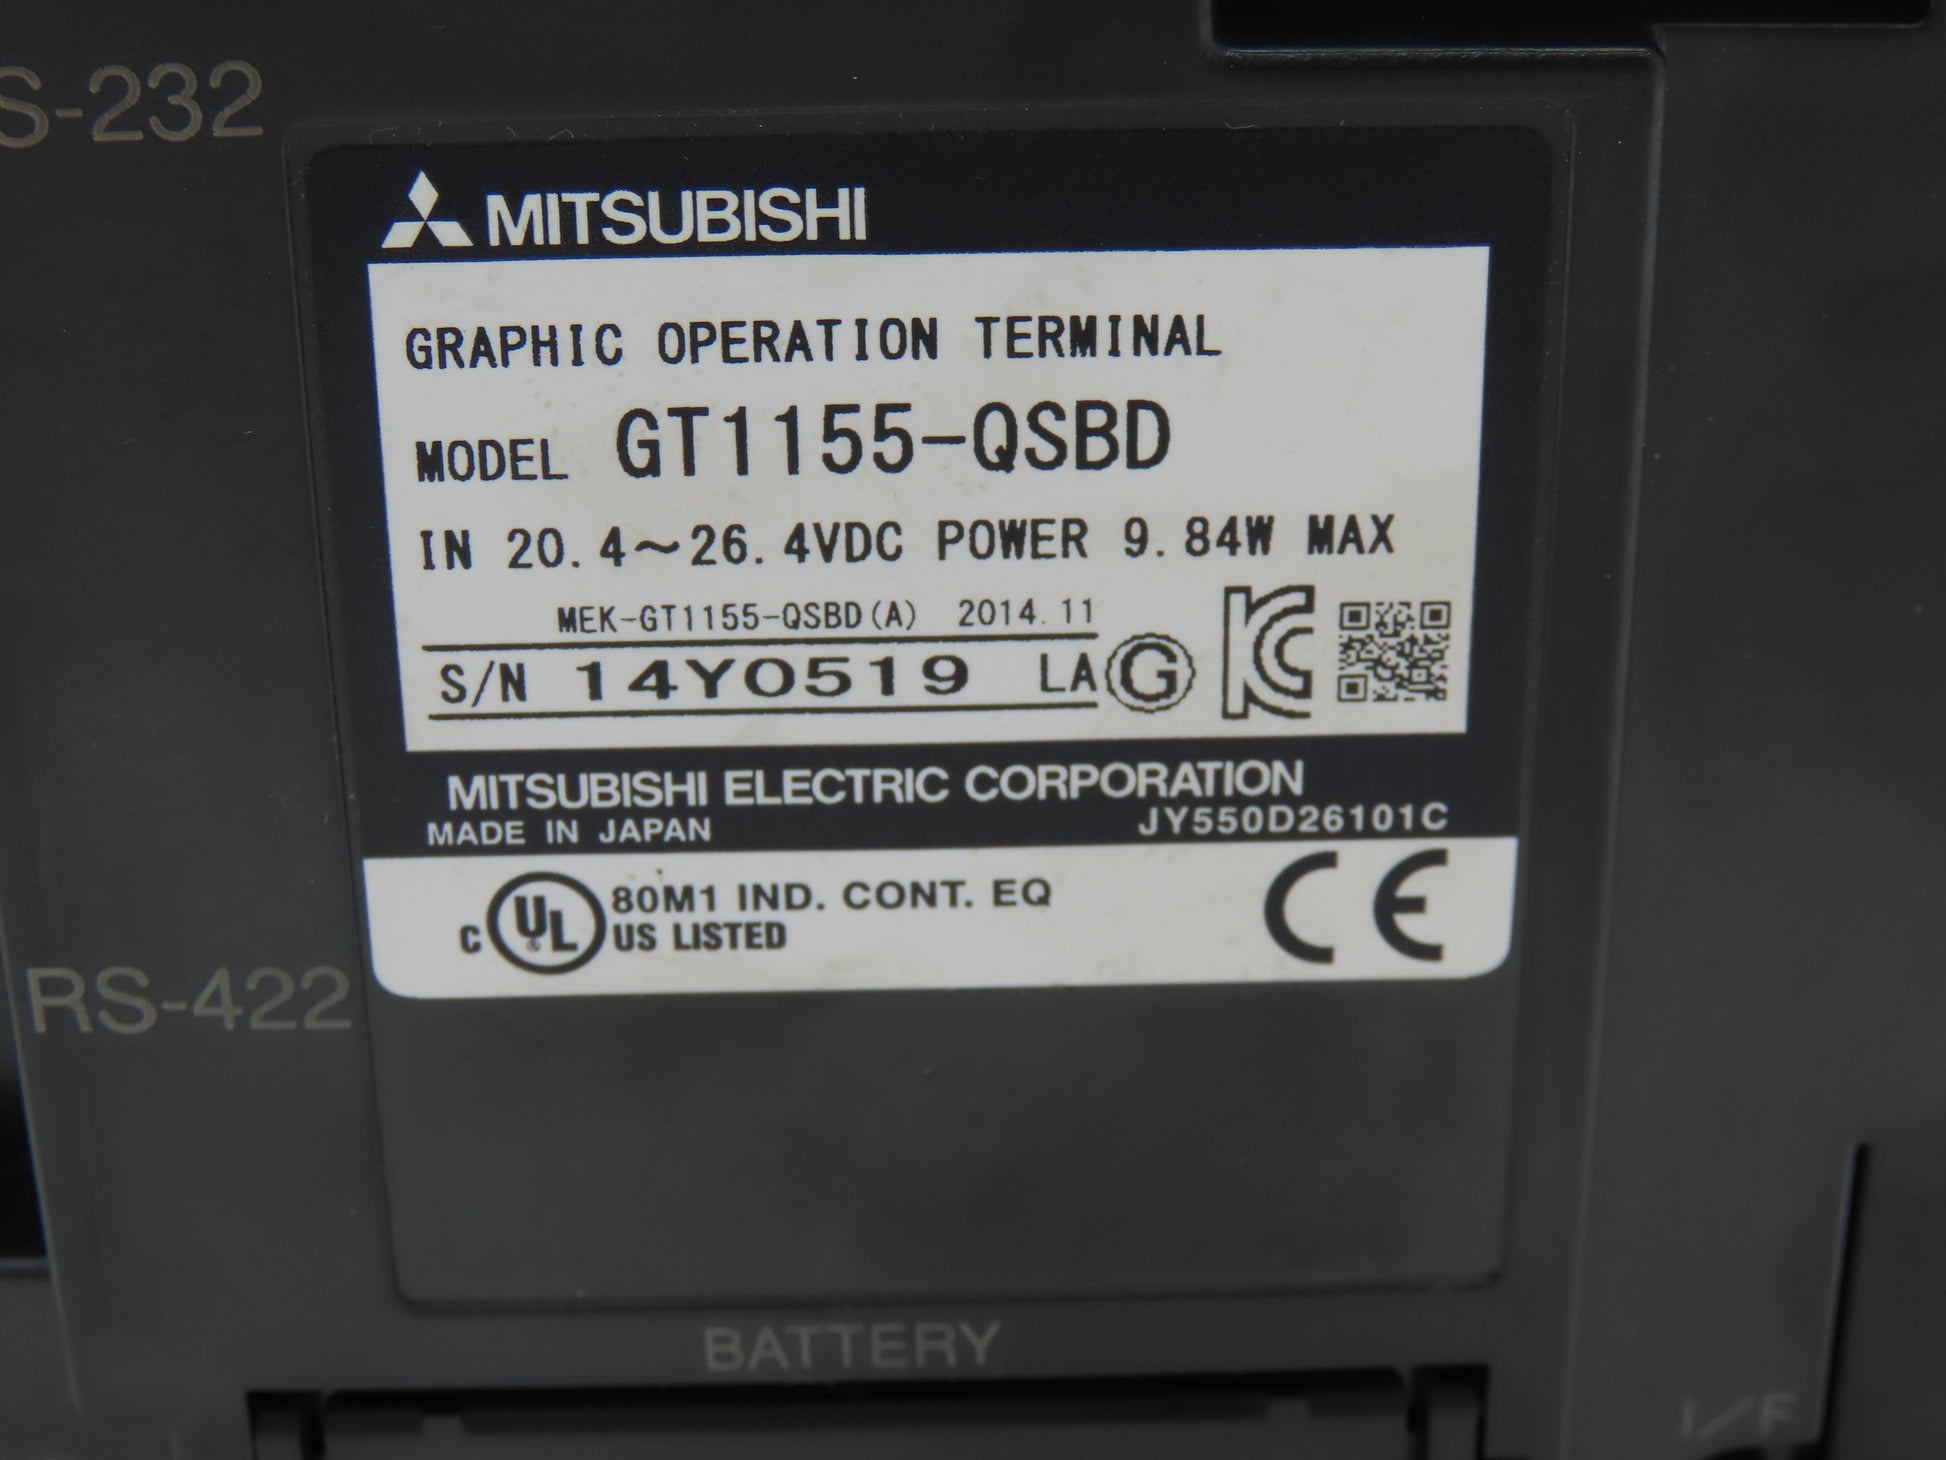 S-232
MITSUBISHI
GRAPHIC OPERATION TERMINAL
MODEL GT1155-QSBD
IN 20.4~26.4VDC POWER 9.84W MAX
MEK-GT1155-QSBD(A) 2014.11
S/N 14Y0519 LA G KC
MITSUBISHI ELECTRIC CORPORATION
MADE IN JAPAN JY550D26101C
C UL 80M1 IND. CONT. EQ
US LISTED
CE
RS-422
BATTERY
I/F